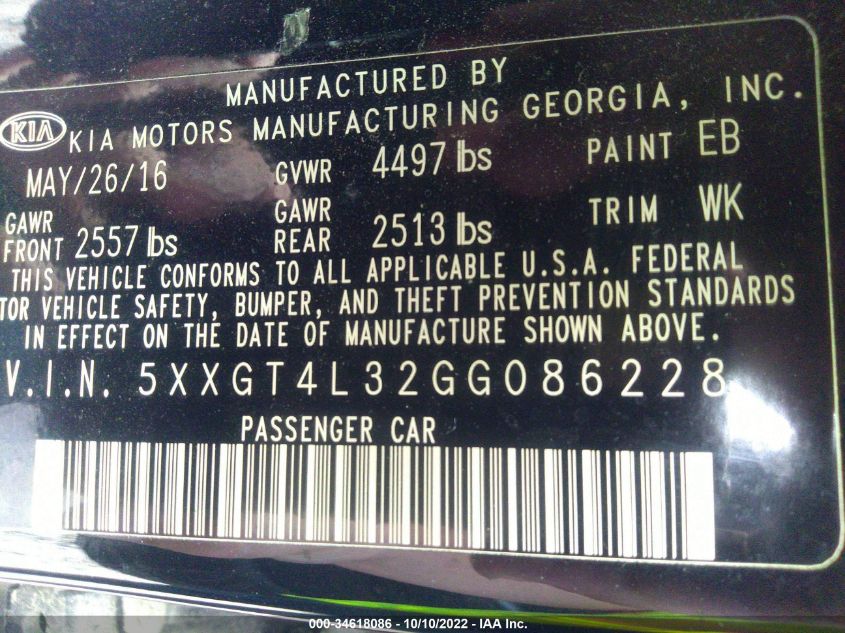 MANUFACTURED BY
KIA KIA MOTORS MANUFACTURING GEORGIA, INC.
MAY/26/16 GVWR 4497 lbs PAINT EB
GAWR FRONT 2557 lbs GAWR REAR 2513 lbs TRIM WK
THIS VEHICLE CONFORMS TO ALL APPLICABLE U.S.A. FEDERAL
TOR VEHICLE SAFETY, BUMPER, AND THEFT PREVENTION STANDARDS
IN EFFECT ON THE DATE OF MANUFACTURE SHOWN ABOVE.
V.I.N. 5XXGT4L32GG086228
PASSENGER CAR
000-34618086 - 10/10/2022 - IAA Inc.